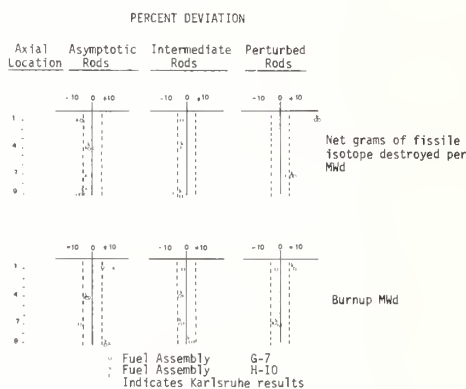 PERCENT DEVIATION
Axial Location Asymptotic Rods Intermediate Rods Perturbed Rods
-10 0 +10 -10 0 +10 -10 0 +10
1
4
7
9
Net grams of fissile
isotope destroyed per
MWd
-10 0 +10 -10 0 +10 -10 0 +10
1
4
7
9
Burnup MWd
Fuel Assembly G-7
Fuel Assembly H-10
Indicates Karlsruhe results